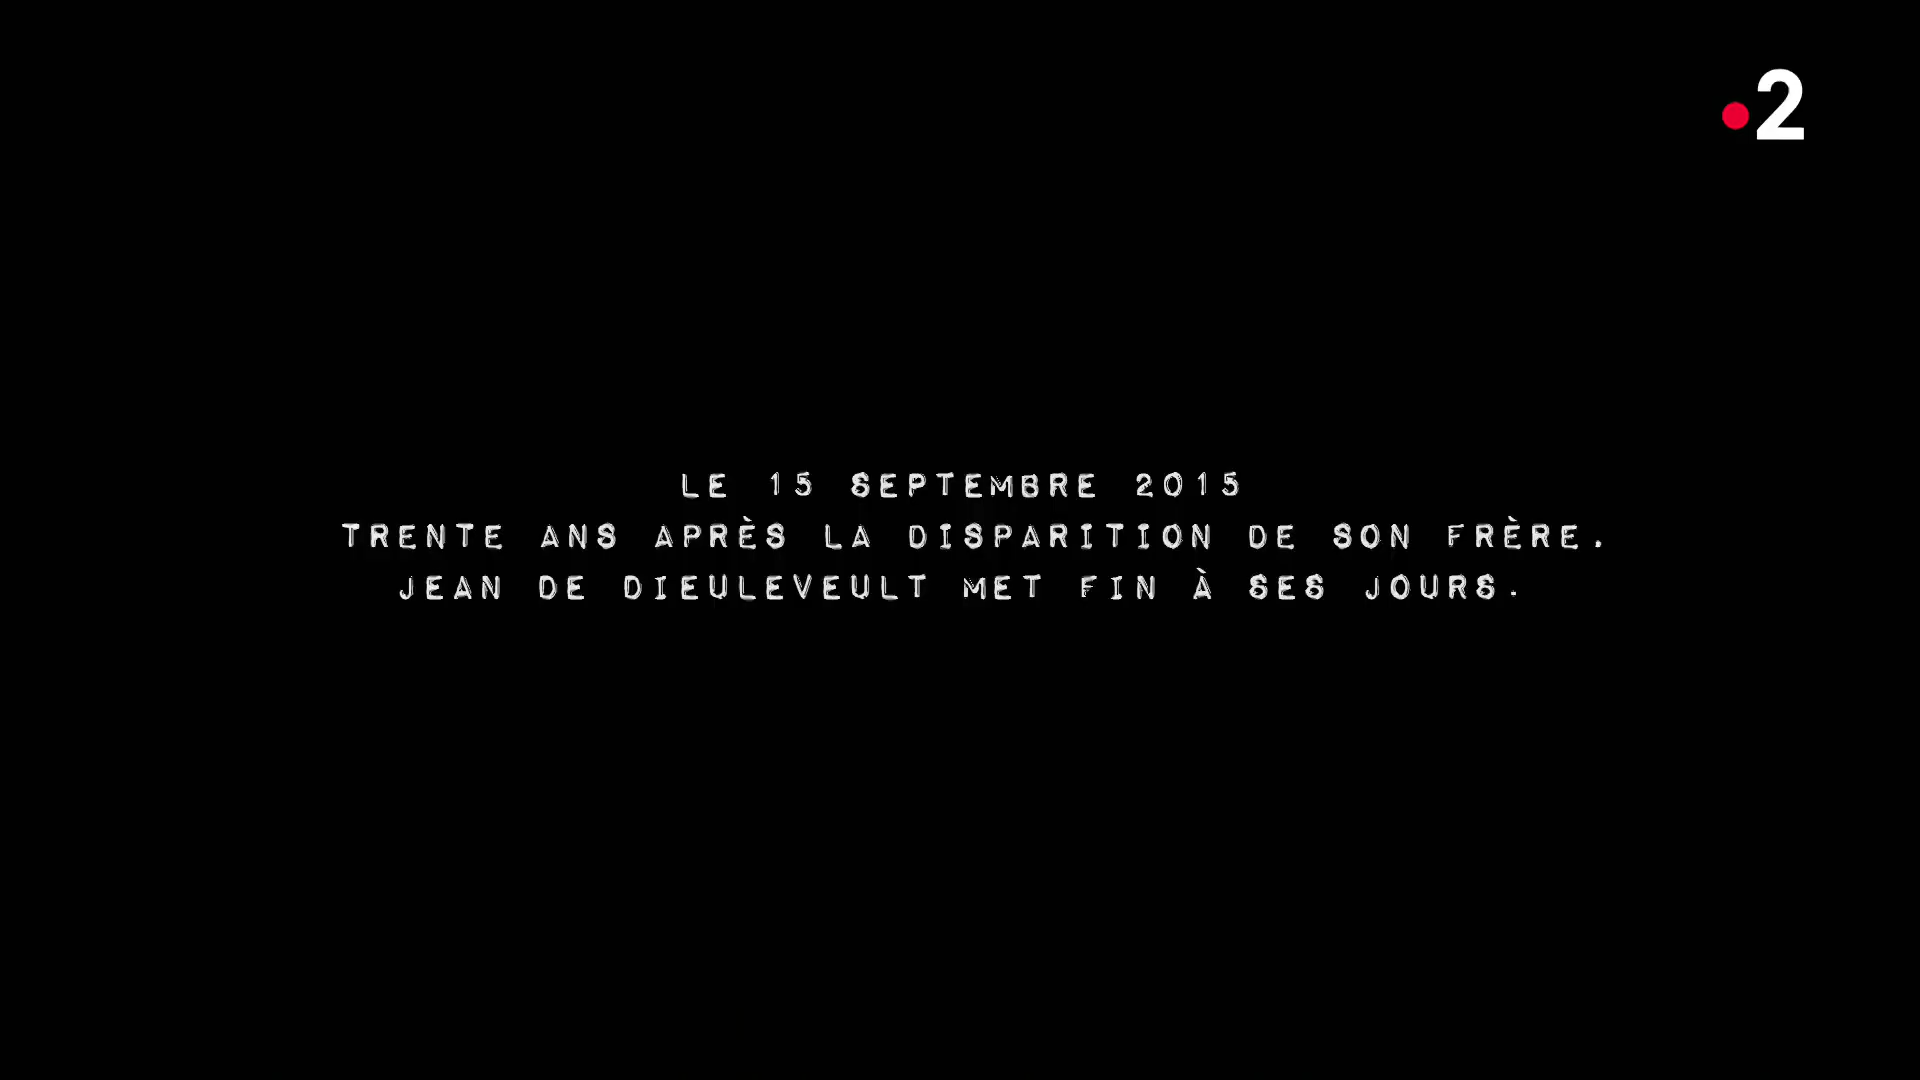 2
LE 15 SEPTEMBRE 2015
TRENTE ANS APRÈS LA DISPARITION DE SON FRÈRE.
JEAN DE DIEULEVEULT MET FIN À SES JOURS.